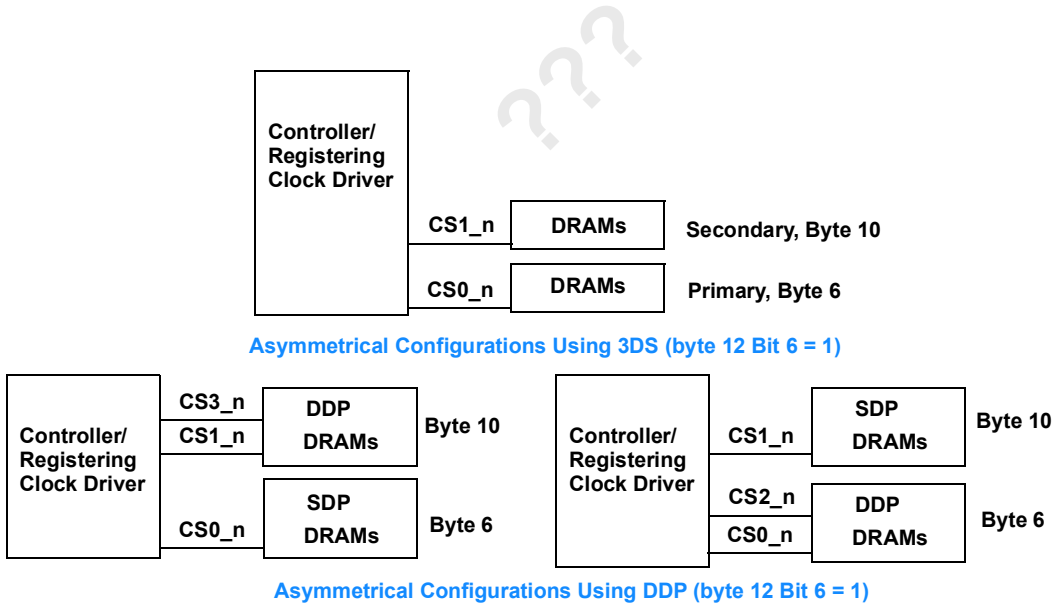 ???
Controller/
Registering
Clock Driver
CS1_n
DRAMs
Secondary, Byte 10
CS0_n
DRAMs
Primary, Byte 6
Asymmetrical Configurations Using 3DS (byte 12 Bit 6 = 1)
Controller/
Registering
Clock Driver
CS3_n
CS1_n
DDP
DRAMs
Byte 10
CS0_n
SDP
DRAMs
Byte 6
Controller/
Registering
Clock Driver
CS1_n
SDP
DRAMs
Byte 10
CS2_n
CS0_n
DDP
DRAMs
Byte 6
Asymmetrical Configurations Using DDP (byte 12 Bit 6 = 1)